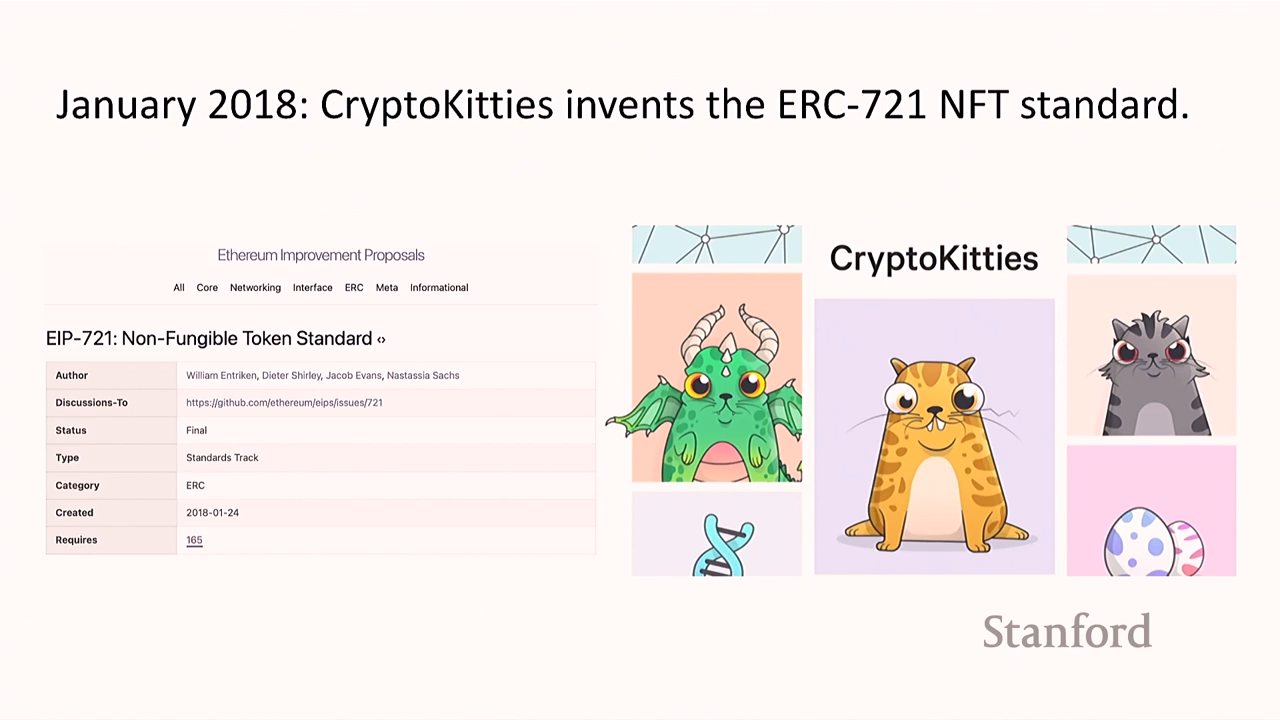 January 2018: CryptoKitties invents the ERC-721 NFT standard.
Ethereum Improvement Proposals
All Core Networking Interface ERC Meta Informational
EIP-721: Non-Fungible Token Standard
Author William Entriken, Dieter Shirley, Jacob Evans, Nastassia Sachs
Discussions-To https://github.com/ethereum/eips/issues/721
Status Final
Type Standards Track
Category ERC
Created 2018-01-24
Requires 165
CryptoKitties
Stanford